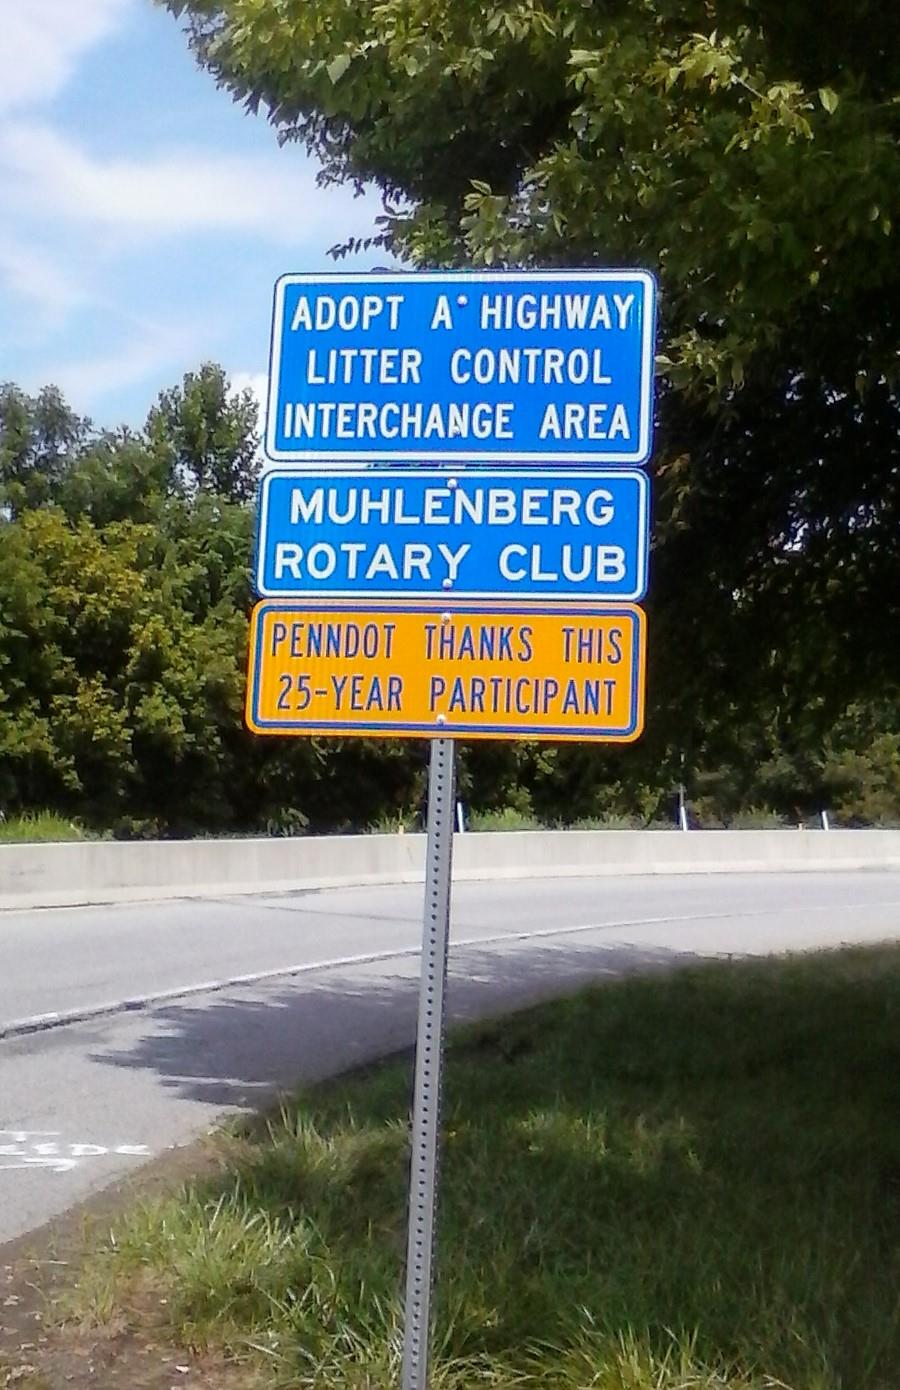 ADOPT A HIGHWAY
LITTER CONTROL
INTERCHANGE AREA
MUHLENBERG
ROTARY CLUB
PENNDOT THANKS THIS
25-YEAR PARTICIPANT